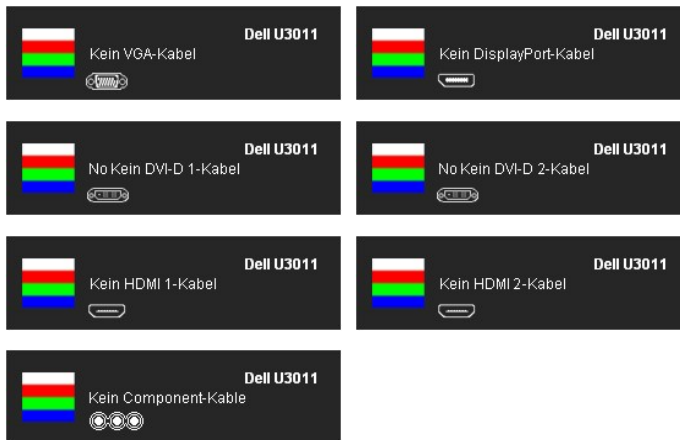 Dell U3011
Kein VGA-Kabel
Dell U3011
Kein DisplayPort-Kabel
Dell U3011
No Kein DVI-D 1-Kabel
Dell U3011
No Kein DVI-D 2-Kabel
Dell U3011
Kein HDMI 1-Kabel
Dell U3011
Kein HDMI 2-Kabel
Dell U3011
Kein Component-Kable